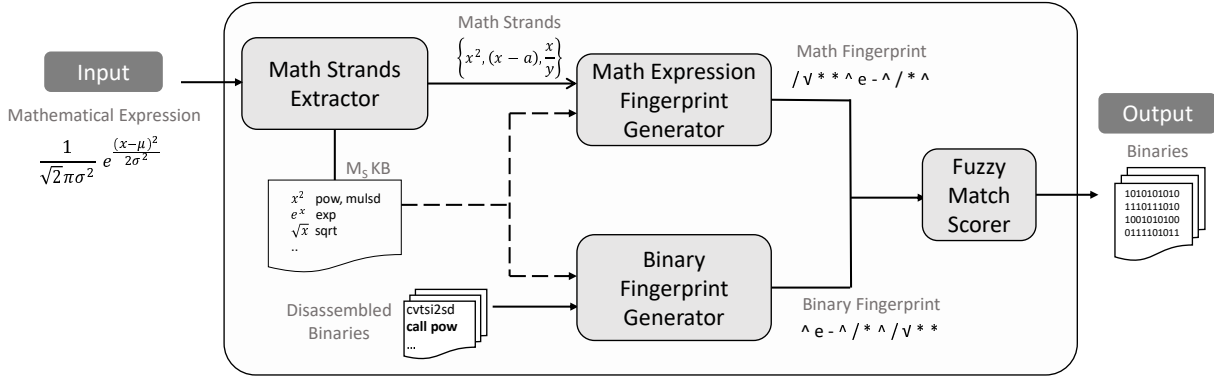 Input
Mathematical Expression
1/(√2πσ²) e^((x−μ)²/2σ²)
Math Strands
Extractor
Math Strands
{x², (x − a), x/y}
M_S KB
x² pow, mulsd
e^x exp
√x sqrt
..
Disassembled
Binaries
cvtsi2sd
call pow
...
Math Expression
Fingerprint
Generator
Binary
Fingerprint
Generator
Math Fingerprint
/ √ * * ^ e - ^ / * ^
Binary Fingerprint
^ e - ^ / * ^ / √ * *
Fuzzy
Match
Scorer
Output
Binaries
1010101010
1110111010
1001010100
0111101011